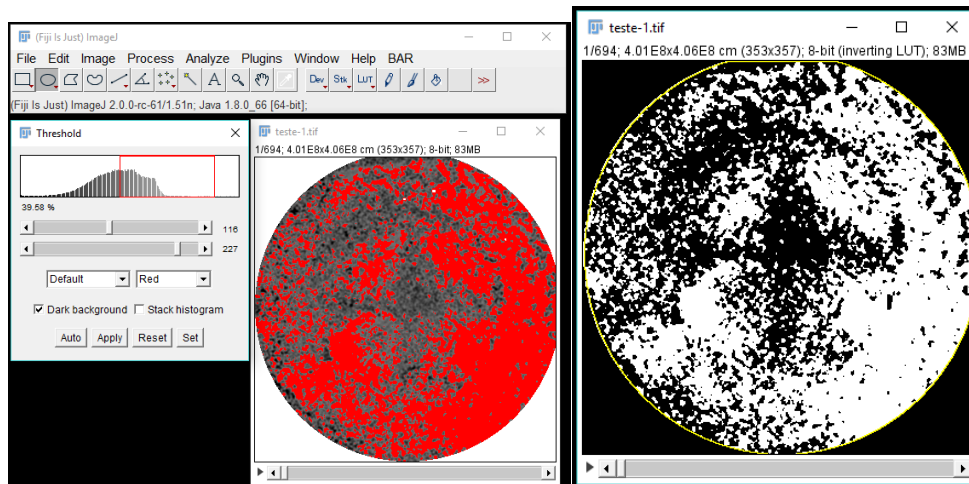 (Fiji Is Just) ImageJ
File Edit Image Process Analyze Plugins Window Help BAR
A Dev Stk LUT >>
(Fiji Is Just) ImageJ 2.0.0-rc-61/1.51n; Java 1.8.0_66 [64-bit];
Threshold
39.58 %
116
227
Default Red
Dark background Stack histogram
Auto Apply Reset Set
teste-1.tif
1/694; 4.01E8x4.06E8 cm (353x357); 8-bit; 83MB
teste-1.tif
1/694; 4.01E8x4.06E8 cm (353x357); 8-bit (inverting LUT); 83MB